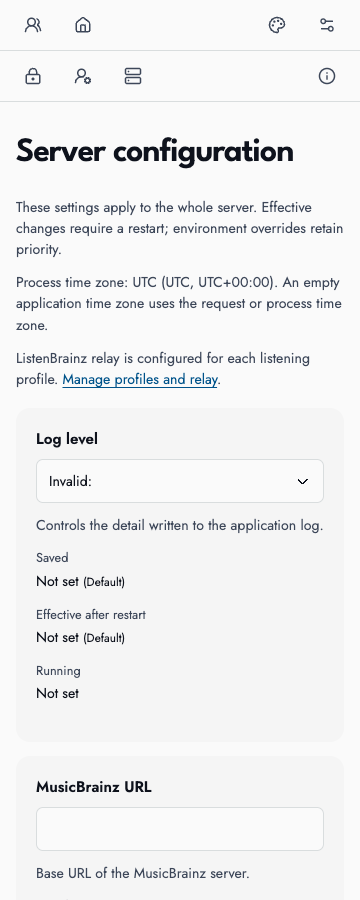 Server configuration
These settings apply to the whole server. Effective
changes require a restart; environment overrides retain
priority.
Process time zone: UTC (UTC, UTC+00:00). An empty
application time zone uses the request or process time
zone.
ListenBrainz relay is configured for each listening
profile. Manage profiles and relay.
Log level
Invalid:
Controls the detail written to the application log.
Saved
Not set (Default)
Effective after restart
Not set (Default)
Running
Not set
MusicBrainz URL
Base URL of the MusicBrainz server.